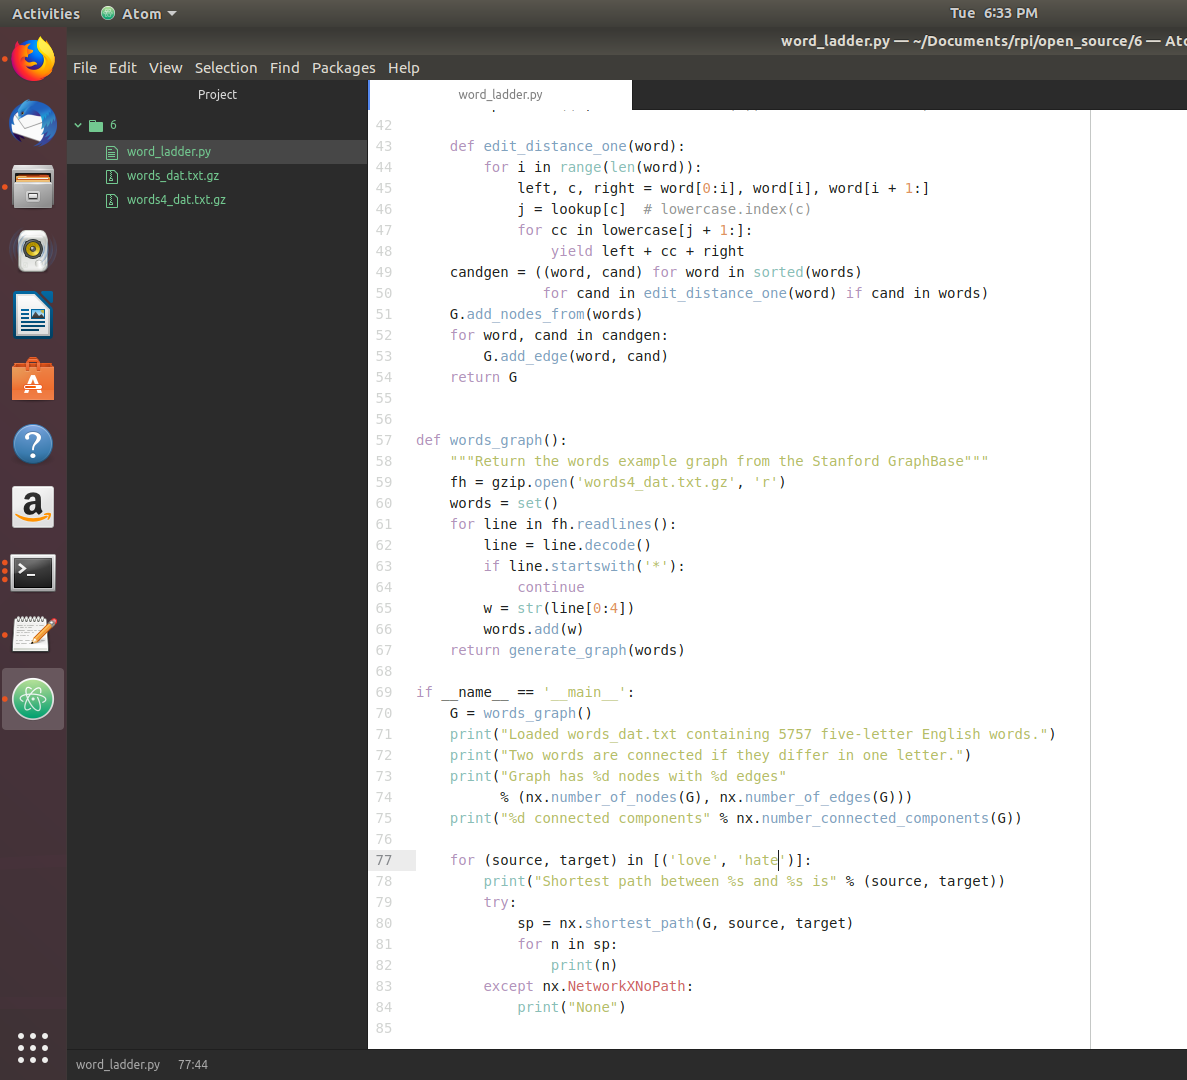 Activities Atom Tue 6:33 PM
word_ladder.py — ~/Documents/rpi/open_source/6 — Ato
File Edit View Selection Find Packages Help
Project
word_ladder.py
6
word_ladder.py
words_dat.txt.gz
words4_dat.txt.gz
42
43     def edit_distance_one(word):
44         for i in range(len(word)):
45             left, c, right = word[0:i], word[i], word[i + 1:]
46             j = lookup[c]  # lowercase.index(c)
47             for cc in lowercase[j + 1:]:
48                 yield left + cc + right
49     candgen = ((word, cand) for word in sorted(words)
50                for cand in edit_distance_one(word) if cand in words)
51     G.add_nodes_from(words)
52     for word, cand in candgen:
53         G.add_edge(word, cand)
54     return G
55
56
57 def words_graph():
58     """Return the words example graph from the Stanford GraphBase"""
59     fh = gzip.open('words4_dat.txt.gz', 'r')
60     words = set()
61     for line in fh.readlines():
62         line = line.decode()
63         if line.startswith('*'):
64             continue
65         w = str(line[0:4])
66         words.add(w)
67     return generate_graph(words)
68
69 if __name__ == '__main__':
70     G = words_graph()
71     print("Loaded words_dat.txt containing 5757 five-letter English words.")
72     print("Two words are connected if they differ in one letter.")
73     print("Graph has %d nodes with %d edges"
74           % (nx.number_of_nodes(G), nx.number_of_edges(G)))
75     print("%d connected components" % nx.number_connected_components(G))
76
77     for (source, target) in [('love', 'hate')]:
78         print("Shortest path between %s and %s is" % (source, target))
79         try:
80             sp = nx.shortest_path(G, source, target)
81             for n in sp:
82                 print(n)
83         except nx.NetworkXNoPath:
84             print("None")
85
word_ladder.py 77:44